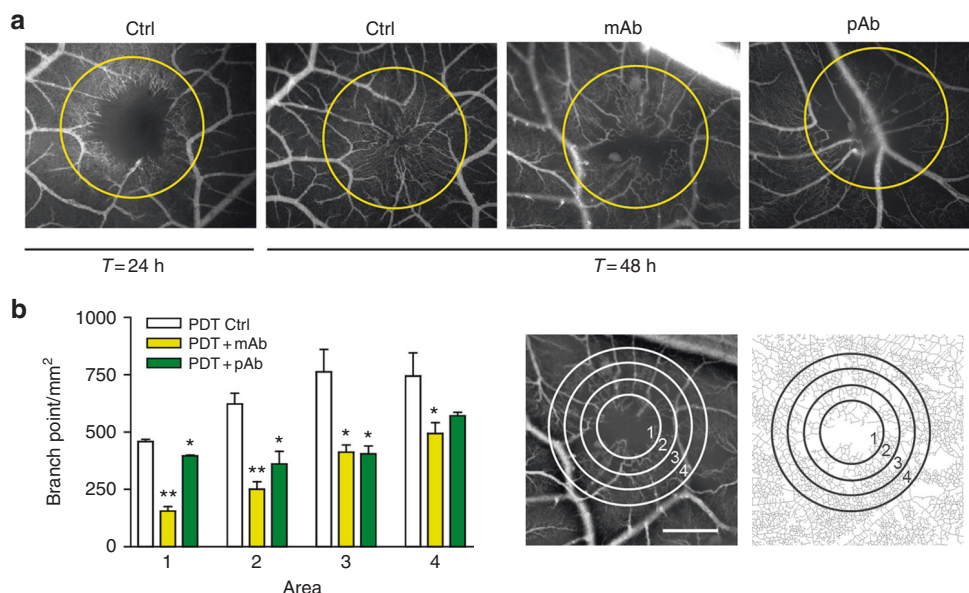 a
Ctrl Ctrl mAb pAb
T = 24 h T = 48 h
b
Branch point/mm²
1000
750
500
250
0
PDT Ctrl
PDT + mAb
PDT + pAb
** *
** *
* *
*
1 2 3 4
Area
1
2
3
4
1
2
3
4